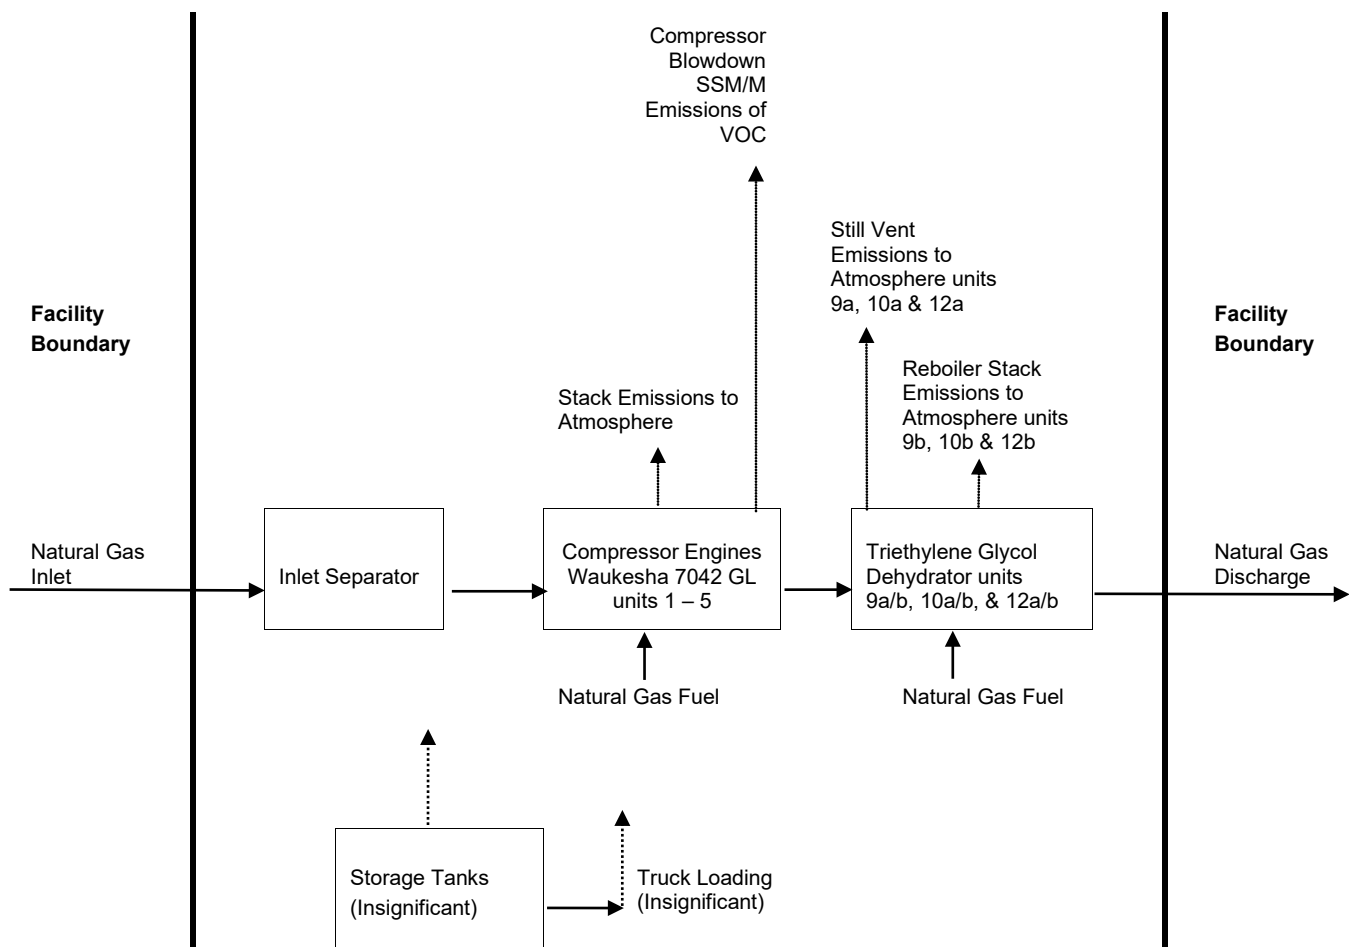 Compressor
Blowdown
SSM/M
Emissions of
VOC
Still Vent
Emissions to
Atmosphere units
9a, 10a & 12a
Facility
Boundary
Facility
Boundary
Reboiler Stack
Emissions to
Atmosphere units
9b, 10b & 12b
Stack Emissions to
Atmosphere
Natural Gas
Inlet
Inlet Separator
Compressor Engines
Waukesha 7042 GL
units 1 – 5
Triethylene Glycol
Dehydrator units
9a/b, 10a/b, & 12a/b
Natural Gas
Discharge
Natural Gas Fuel
Natural Gas Fuel
Storage Tanks
(Insignificant)
Truck Loading
(Insignificant)